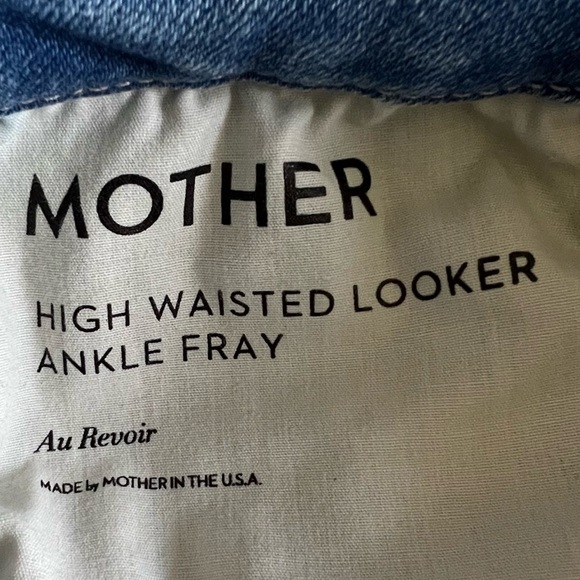 MOTHER
HIGH WAISTED LOOKER
ANKLE FRAY
Au Revoir
MADE by MOTHER IN THE U.S.A.